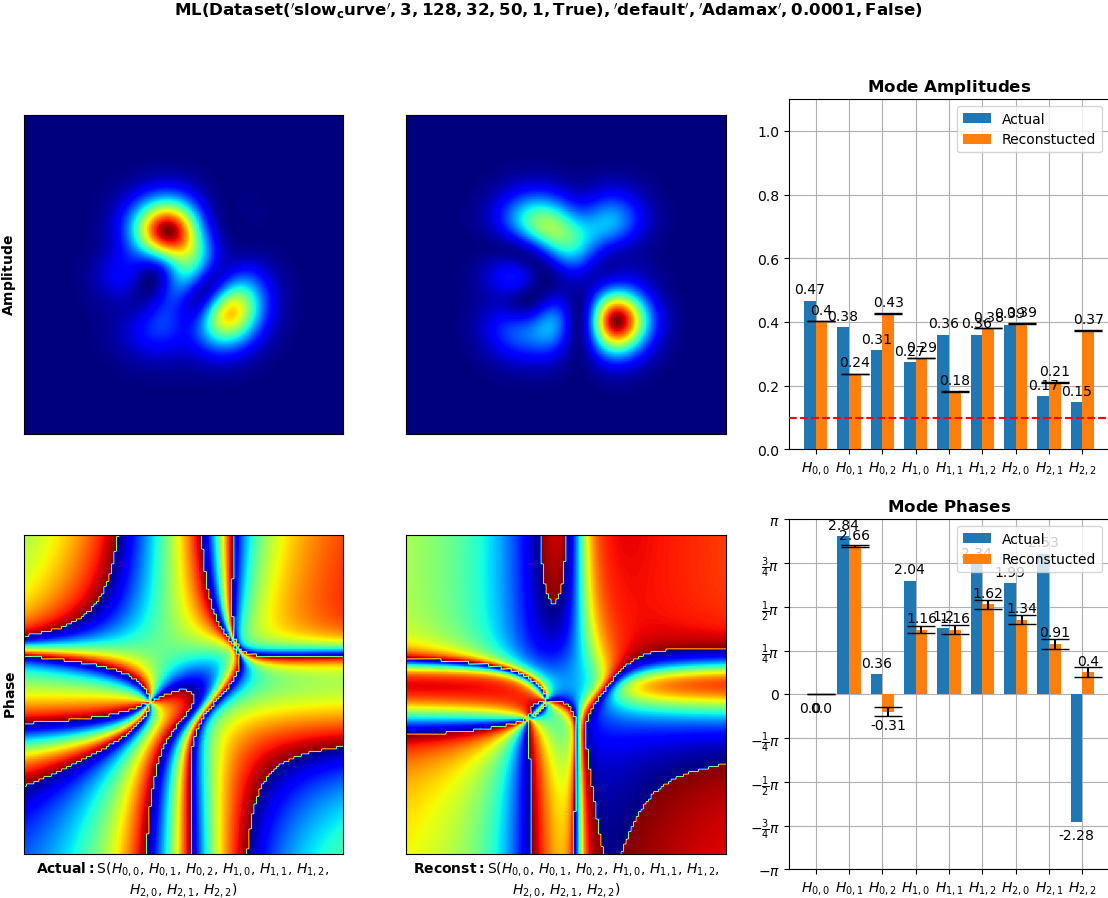 ML(Dataset('slow_curve', 3, 128, 32, 50, 1, True), 'default', 'Adamax', 0.0001, False)
Mode Amplitudes
Amplitude
Actual
Reconstucted
1.0
0.8
0.6
0.4
0.2
0.0
0.47
0.4
0.38
0.24
0.31
0.43
0.27
0.29
0.36
0.18
0.36
0.38
0.39
0.39
0.17
0.21
0.15
0.37
H0,0 H0,1 H0,2 H1,0 H1,1 H1,2 H2,0 H2,1 H2,2
Mode Phases
Phase
Actual
Reconstucted
π
3/4π
1/2π
1/4π
0
−1/4π
−1/2π
−3/4π
−π
0.0
0.0
2.84
2.66
0.36
-0.31
2.04
1.16
1.2
1.16
2.34
1.62
1.99
1.34
2.53
0.91
-2.28
0.4
H0,0 H0,1 H0,2 H1,0 H1,1 H1,2 H2,0 H2,1 H2,2
Actual: S(H0,0, H0,1, H0,2, H1,0, H1,1, H1,2,
H2,0, H2,1, H2,2)
Reconst: S(H0,0, H0,1, H0,2, H1,0, H1,1, H1,2,
H2,0, H2,1, H2,2)